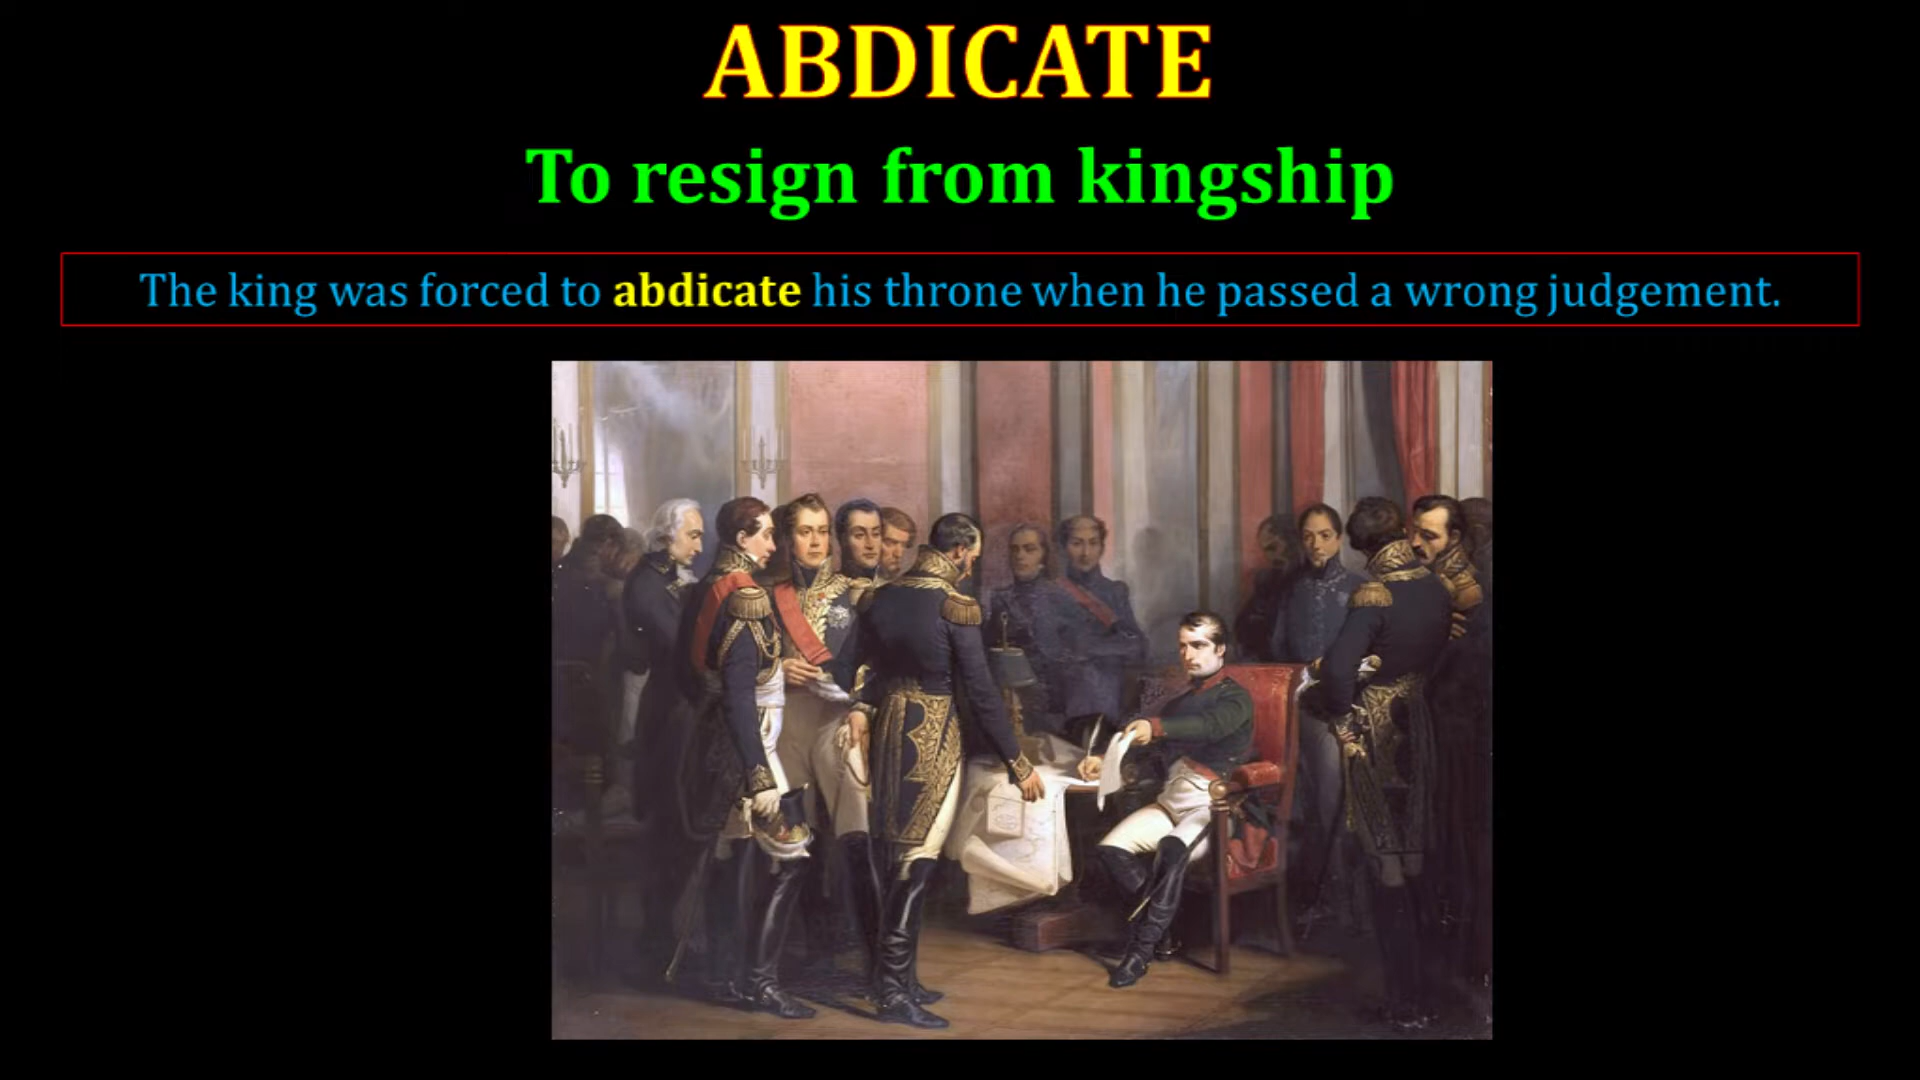 ABDICATE
To resign from kingship
The king was forced to abdicate his throne when he passed a wrong judgement.